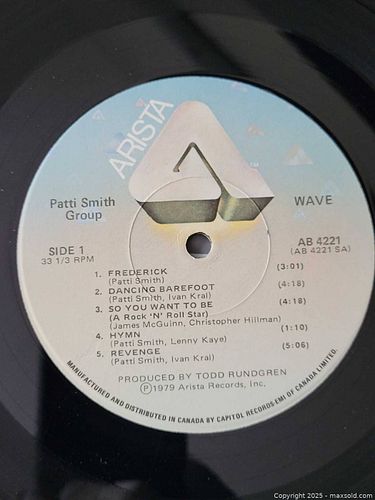 ARISTA
TM
Patti Smith
Group
WAVE
SIDE 1
33 1/3 RPM
AB 4221
(AB 4221 SA)
1. FREDERICK (3:01)
(Patti Smith)
2. DANCING BAREFOOT (4:18)
(Patti Smith, Ivan Kral)
3. SO YOU WANT TO BE (4:18)
(A Rock 'N' Roll Star)
(James McGuinn, Christopher Hillman)
4. HYMN (1:10)
(Patti Smith, Lenny Kaye)
5. REVENGE (5:06)
(Patti Smith, Ivan Kral)
PRODUCED BY TODD RUNDGREN
Ⓟ1979 Arista Records, Inc.
MANUFACTURED AND DISTRIBUTED IN CANADA BY CAPITOL RECORDS-EMI OF CANADA LIMITED.
Copyright 2025 - maxsold.com